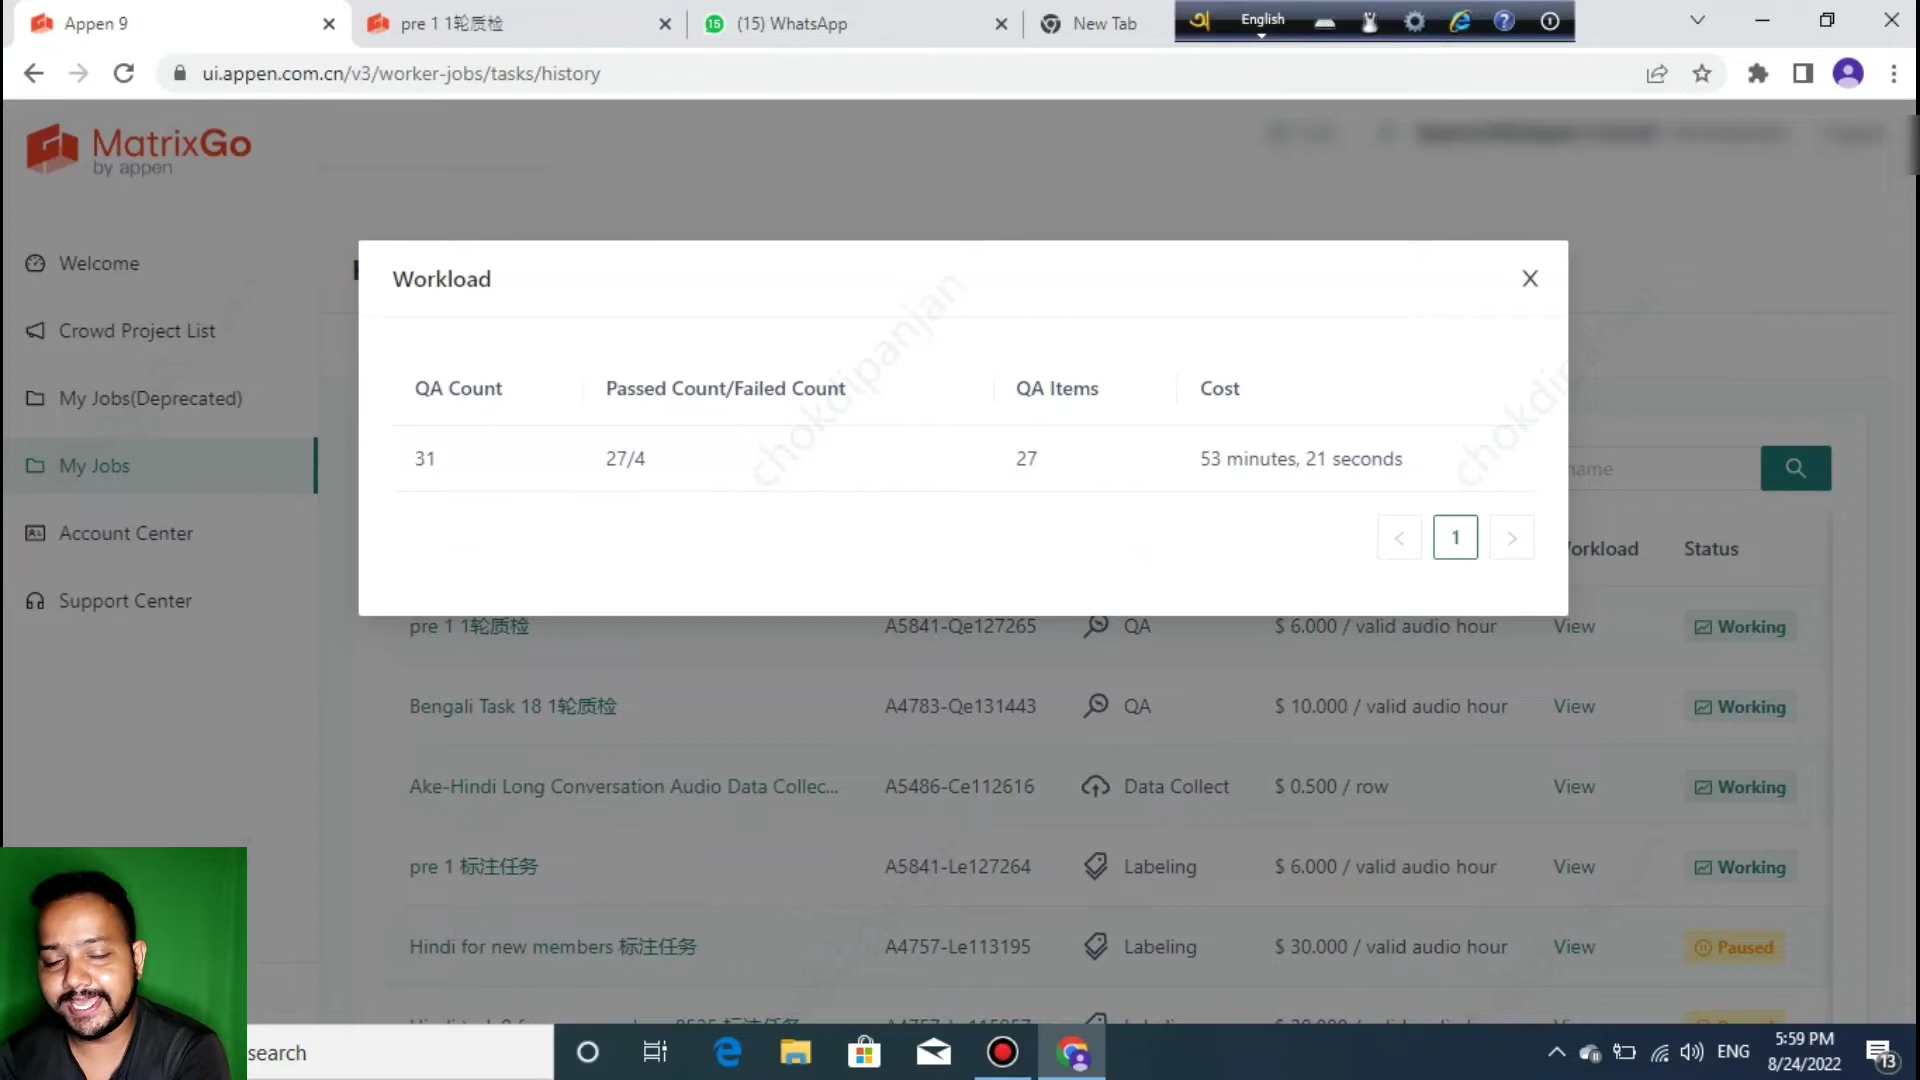 Appen 9
pre 1 1轮质检
(15) WhatsApp
New Tab
English
ui.appen.com.cn/v3/worker-jobs/tasks/history
MatrixGo
by appen
Welcome
Crowd Project List
My Jobs(Deprecated)
My Jobs
Account Center
Support Center
Workload
X
QA Count Passed Count/Failed Count QA Items Cost
31 27/4 27 53 minutes, 21 seconds
< 1 >
name
orkload Status
pre 1 1轮质检 A5841-Qe127265 QA $ 6.000 / valid audio hour View Working
Bengali Task 18 1轮质检 A4783-Qe131443 QA $ 10.000 / valid audio hour View Working
Ake-Hindi Long Conversation Audio Data Collec... A5486-Ce112616 Data Collect $ 0.500 / row View Working
pre 1 标注任务 A5841-Le127264 Labeling $ 6.000 / valid audio hour View Working
Hindi for new members 标注任务 A4757-Le113195 Labeling $ 30.000 / valid audio hour View Paused
chokdipanjan
search
ENG
5:59 PM
8/24/2022
13